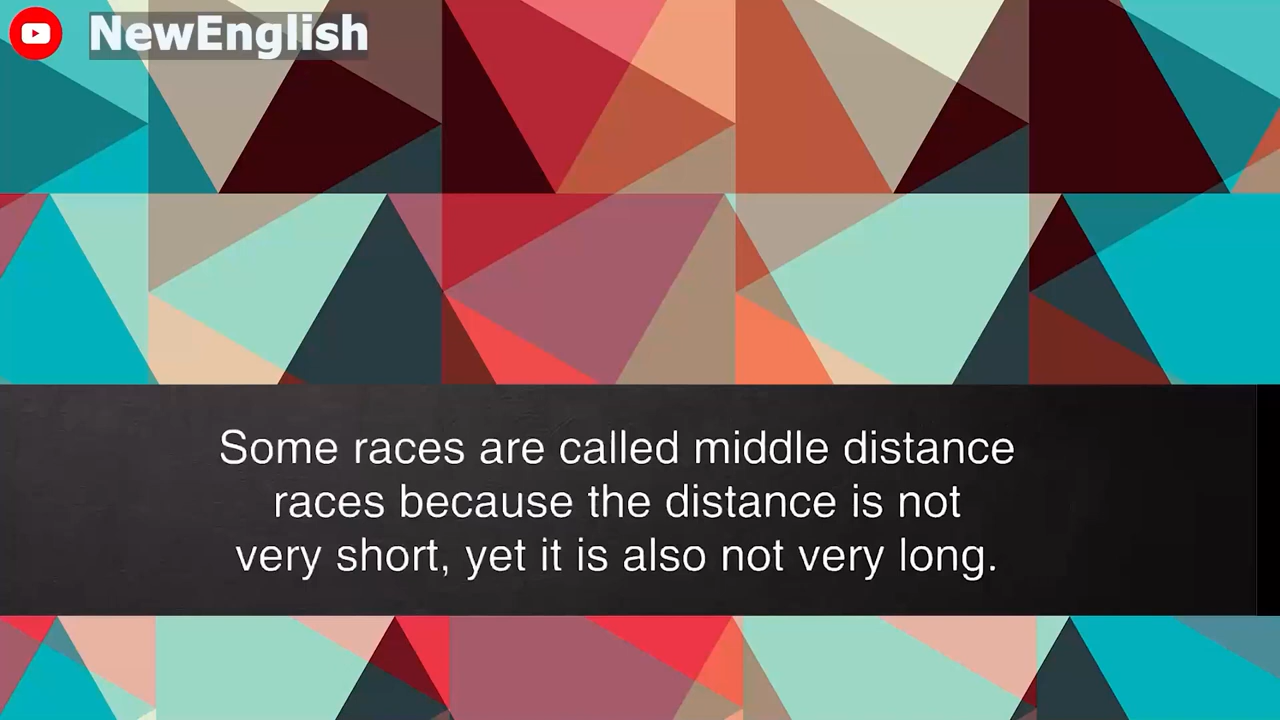 NewEnglish
Some races are called middle distance
races because the distance is not
very short, yet it is also not very long.